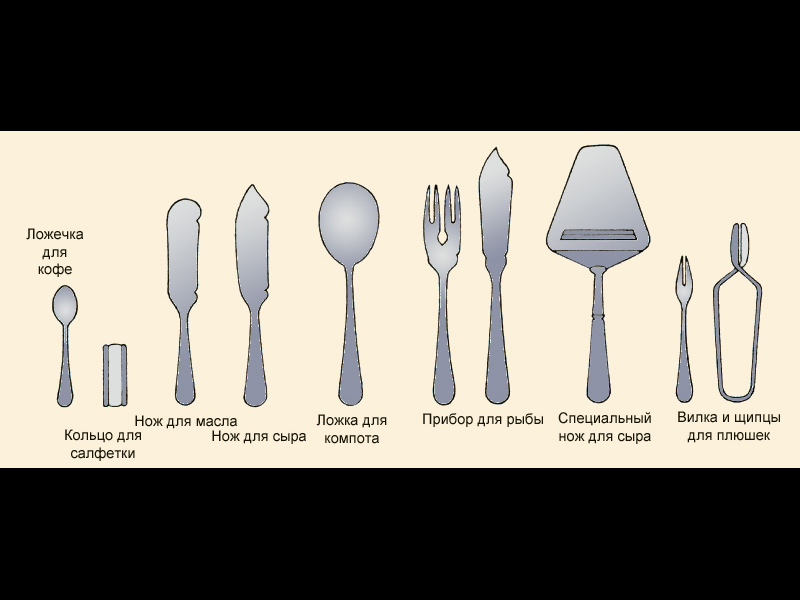 Ложечка
для
кофе
Кольцо для
салфетки
Нож для масла
Нож для сыра
Ложка для
компота
Прибор для рыбы
Специальный
нож для сыра
Вилка и щипцы
для плюшек